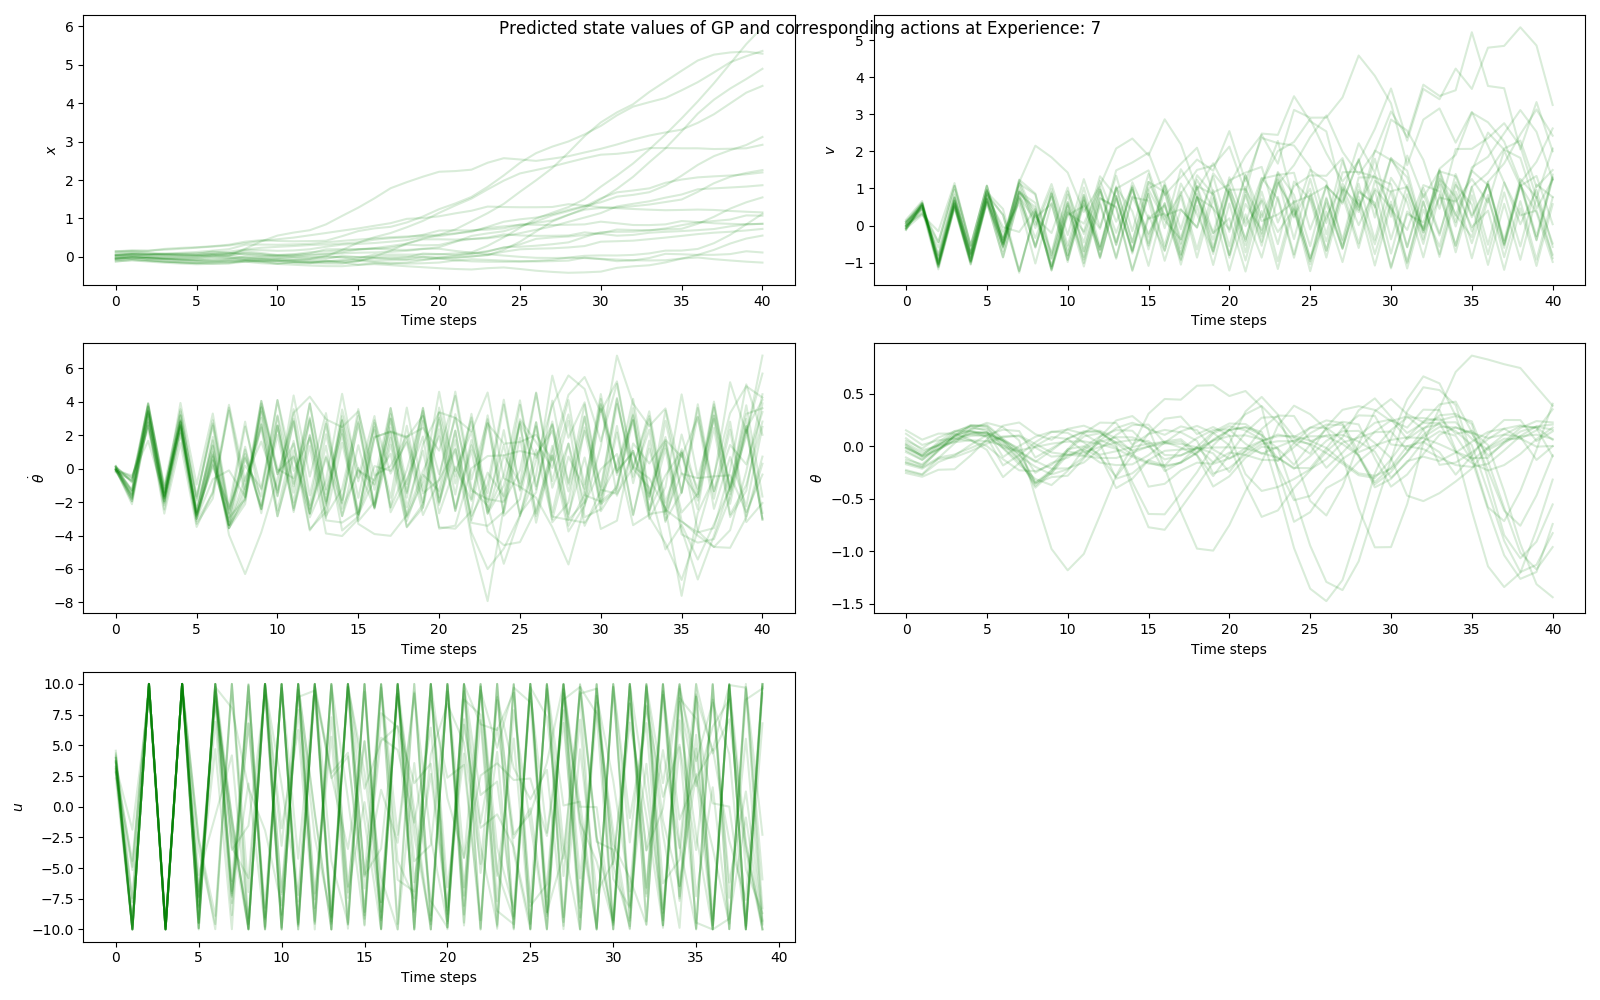 Predicted state values of GP and corresponding actions at Experience: 7
6
5
4
3
2
1
0
x
0 5 10 15 20 25 30 35 40
Time steps
5
4
3
2
1
0
−1
v
0 5 10 15 20 25 30 35 40
Time steps
6
4
2
0
−2
−4
−6
−8
θ̇
0 5 10 15 20 25 30 35 40
Time steps
0.5
0.0
−0.5
−1.0
−1.5
θ
0 5 10 15 20 25 30 35 40
Time steps
10.0
7.5
5.0
2.5
0.0
−2.5
−5.0
−7.5
−10.0
u
0 5 10 15 20 25 30 35 40
Time steps